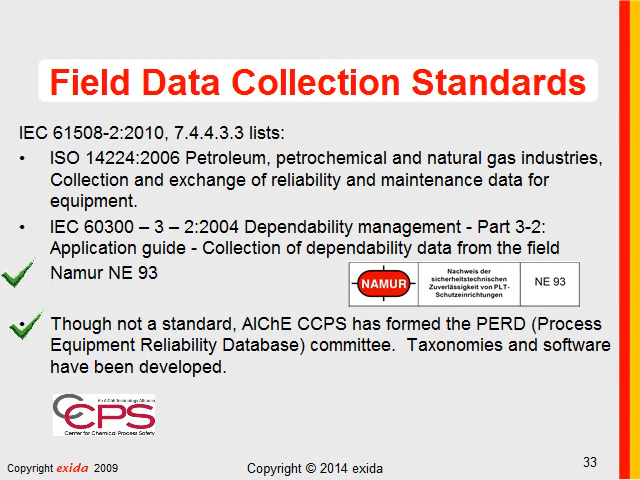 Field Data Collection Standards
IEC 61508-2:2010, 7.4.4.3.3 lists:
• ISO 14224:2006 Petroleum, petrochemical and natural gas industries,
Collection and exchange of reliability and maintenance data for
equipment.
• IEC 60300 – 3 – 2:2004 Dependability management - Part 3-2:
Application guide - Collection of dependability data from the field
Namur NE 93
NAMUR
Nachweis der
sicherheitstechnischen
Zuverlässigkeit von PLT-
Schutzeinrichtungen
NE 93
• Though not a standard, AIChE CCPS has formed the PERD (Process
Equipment Reliability Database) committee. Taxonomies and software
have been developed.
An AIChE Technology Alliance
CCPS
Center for Chemical Process Safety
Copyright exida 2009
Copyright © 2014 exida
33